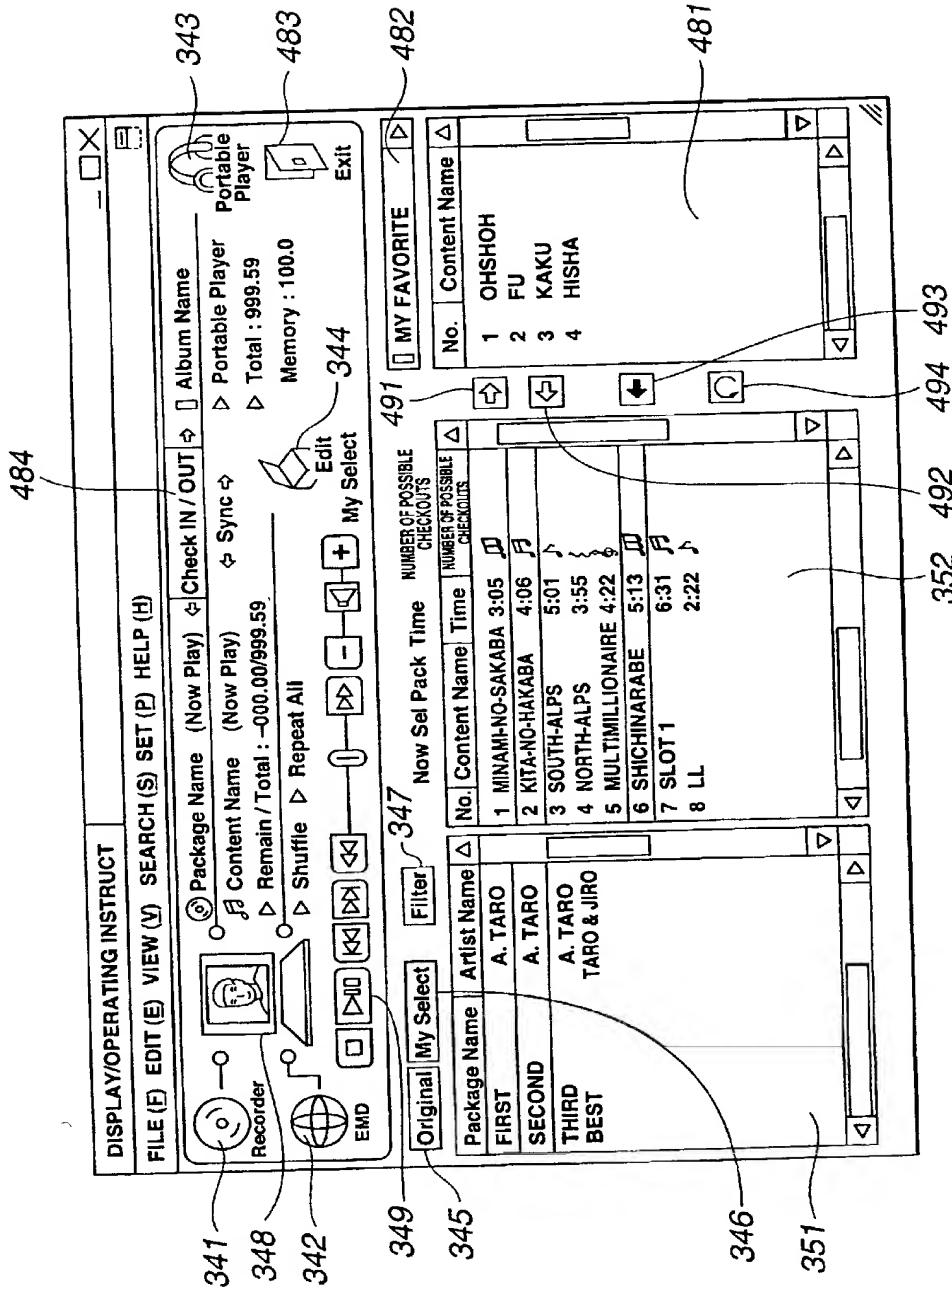 484
DISPLAY/OPERATING INSTRUCT
FILE (F) EDIT (E) VIEW (V) SEARCH (S) SET (P) HELP (H)
341
Recorder
348
342
EMD
Package Name (Now Play)
Content Name (Now Play)
Remain / Total : –000.00/999.59
Shuffle ▷ Repeat All
Check IN / OUT
Sync
Album Name
Portable Player
Total : 999.59
Memory : 100.0
Portable Player
343
Exit
483
344
Edit
My Select
349
345
Original
My Select
Filter
347
Now Sel Pack Time
NUMBER OF POSSIBLE CHECKOUTS
491
MY FAVORITE
482
Package Name Artist Name
FIRST A. TARO
SECOND A. TARO
THIRD A. TARO
BEST TARO & JIRO
No. Content Name Time NUMBER OF POSSIBLE CHECKOUTS
1 MINAMI-NO-SAKABA 3:05
2 KITA-NO-HAKABA 4:06
3 SOUTH-ALPS 5:01
4 NORTH-ALPS 3:55
5 MULTIMILLIONAIRE 4:22
6 SHICHINARABE 5:13
7 SLOT 1 6:31
8 LL 2:22
No. Content Name
1 OHSHOH
2 FU
3 KAKU
4 HISHA
351
346
352
492
494
493
481